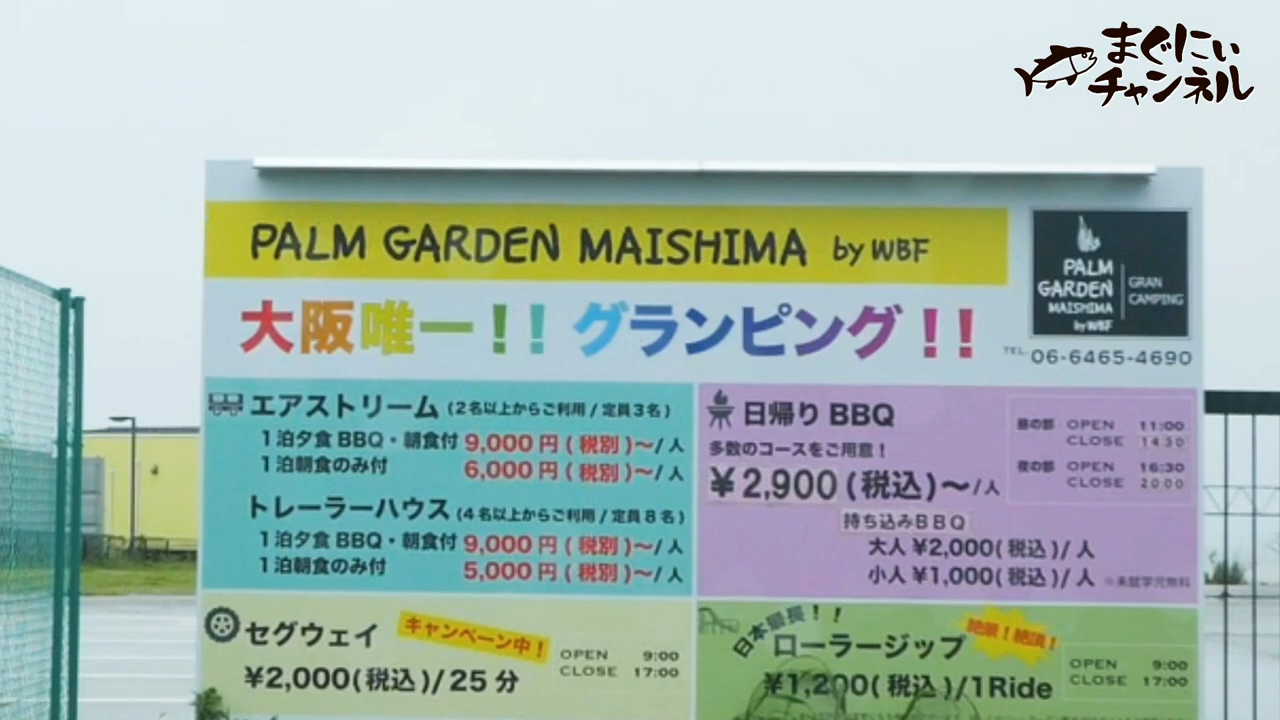 まぐにぃ
チャンネル
PALM GARDEN MAISHIMA by WBF
PALM
GARDEN
MAISHIMA
by WBF
GRAN
CAMPING
大阪唯一!! グランピング!!
TEL. 06-6465-4690
エアストリーム (2名以上からご利用 / 定員3名)
1泊夕食BBQ・朝食付 9,000円(税別)〜/人
1泊朝食のみ付 6,000円(税別)〜/人
トレーラーハウス (4名以上からご利用 / 定員8名)
1泊夕食BBQ・朝食付 9,000円(税別)〜/人
1泊朝食のみ付 5,000円(税別)〜/人
日帰りBBQ
多数のコースをご用意!
¥2,900(税込)〜/人
昼の部 OPEN 11:00
CLOSE 14:30
夜の部 OPEN 16:30
CLOSE 20:00
持ち込みBBQ
大人 ¥2,000(税込)/人
小人 ¥1,000(税込)/人 ※未就学児無料
セグウェイ キャンペーン中!
¥2,000(税込)/25分
OPEN 9:00
CLOSE 17:00
日本最長!!
ローラージップ
絶景!絶頂!
¥1,200(税込)/1Ride
OPEN 9:00
CLOSE 17:00